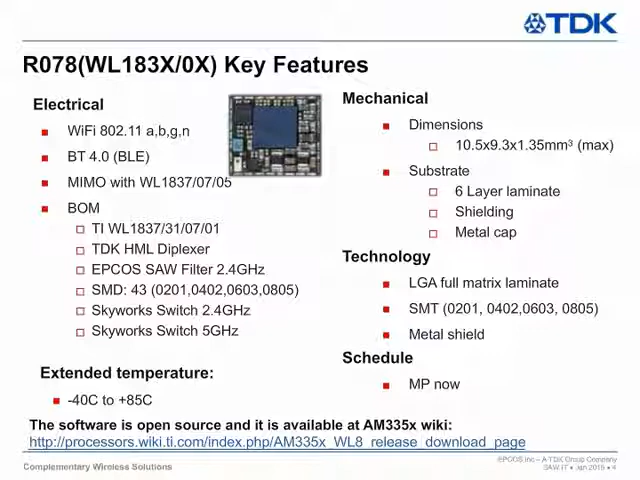 TDK
R078(WL183X/0X) Key Features
Electrical
WiFi 802.11 a,b,g,n
BT 4.0 (BLE)
MIMO with WL1837/07/05
BOM
TI WL1837/31/07/01
TDK HML Diplexer
EPCOS SAW Filter 2.4GHz
SMD: 43 (0201,0402,0603,0805)
Skyworks Switch 2.4GHz
Skyworks Switch 5GHz
Extended temperature:
-40C to +85C
Mechanical
Dimensions
10.5x9.3x1.35mm³ (max)
Substrate
6 Layer laminate
Shielding
Metal cap
Technology
LGA full matrix laminate
SMT (0201, 0402,0603, 0805)
Metal shield
Schedule
MP now
The software is open source and it is available at AM335x wiki:
http://processors.wiki.ti.com/index.php/AM335x_WL8_release_download_page
Complementary Wireless Solutions
EPCOS Inc – A TDK Group Company
SAW IT • Jan 2015 • 4